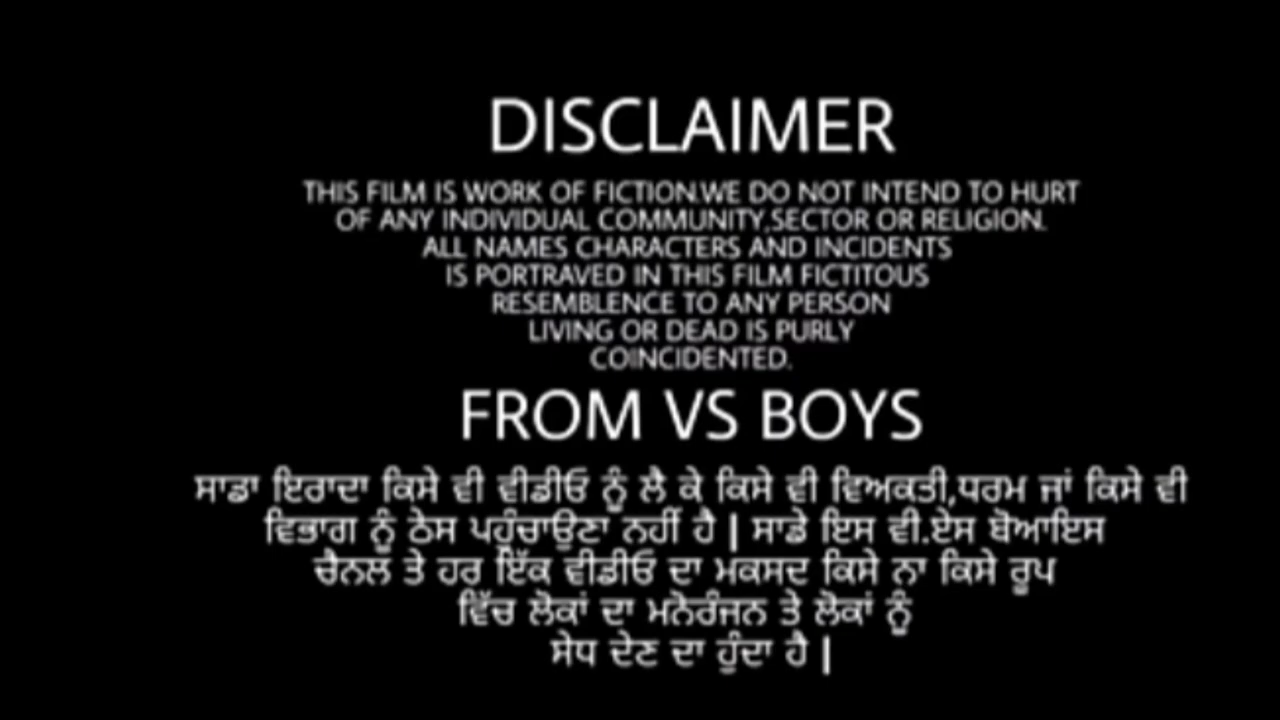 DISCLAIMER
THIS FILM IS WORK OF FICTION.WE DO NOT INTEND TO HURT
OF ANY INDIVIDUAL COMMUNITY,SECTOR OR RELIGION.
ALL NAMES CHARACTERS AND INCIDENTS
IS PORTRAVED IN THIS FILM FICTITOUS
RESEMBLENCE TO ANY PERSON
LIVING OR DEAD IS PURLY
COINCIDENTED.
FROM VS BOYS
ਸਾਡਾ ਇਰਾਦਾ ਕਿਸੇ ਵੀ ਵੀਡੀਓ ਨੂੰ ਲੈ ਕੇ ਕਿਸੇ ਵੀ ਵਿਅਕਤੀ,ਧਰਮ ਜਾਂ ਕਿਸੇ ਵੀ
ਵਿਭਾਗ ਨੂੰ ਠੇਸ ਪਹੁੰਚਾਉਣਾ ਨਹੀਂ ਹੈ | ਸਾਡੇ ਇਸ ਵੀ.ਏਸ ਬੋਆਇਸ
ਚੈਨਲ ਤੇ ਹਰ ਇੱਕ ਵੀਡੀਓ ਦਾ ਮਕਸਦ ਕਿਸੇ ਨਾ ਕਿਸੇ ਰੂਪ
ਵਿੱਚ ਲੋਕਾਂ ਦਾ ਮਨੋਰੰਜਨ ਤੇ ਲੋਕਾਂ ਨੂੰ
ਸੇਧ ਦੇਣ ਦਾ ਹੁੰਦਾ ਹੈ |